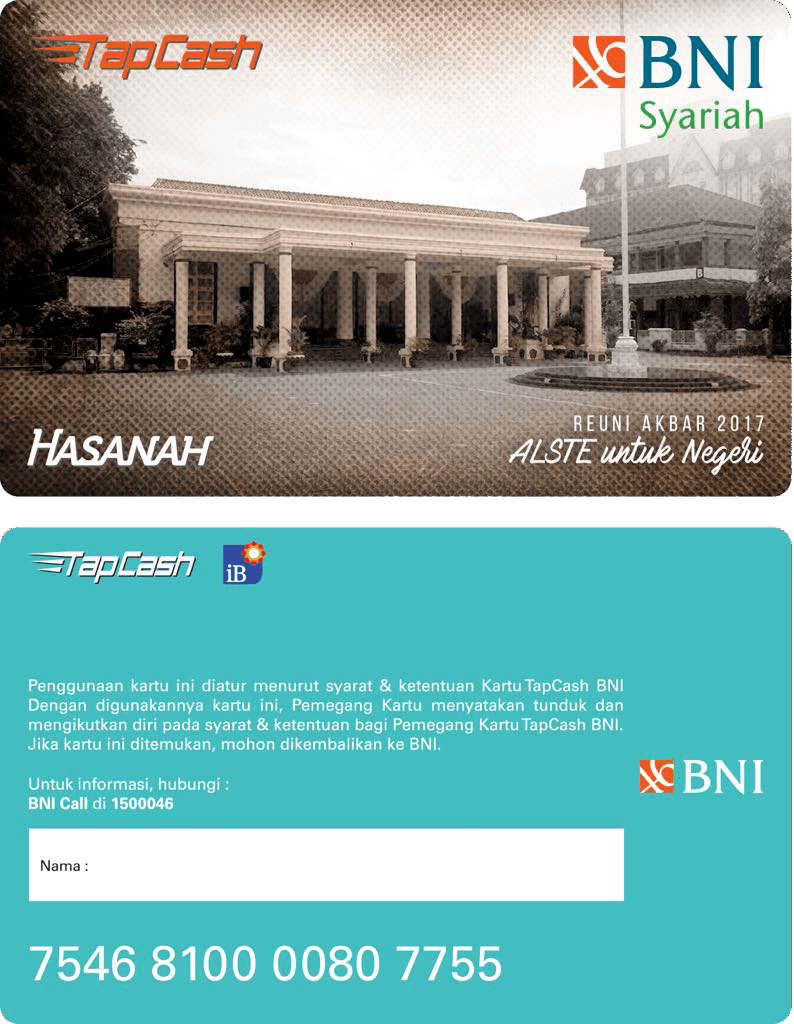 TapCash
BNI
Syariah
B
HASANAH
REUNI AKBAR 2017
ALSTE untuk Negeri
TapCash
iB
Penggunaan kartu ini diatur menurut syarat & ketentuan Kartu TapCash BNI
Dengan digunakannya kartu ini, Pemegang Kartu menyatakan tunduk dan
mengikutkan diri pada syarat & ketentuan bagi Pemegang Kartu TapCash BNI.
Jika kartu ini ditemukan, mohon dikembalikan ke BNI.
BNI
Untuk informasi, hubungi :
BNI Call di 1500046
Nama :
7546 8100 0080 7755